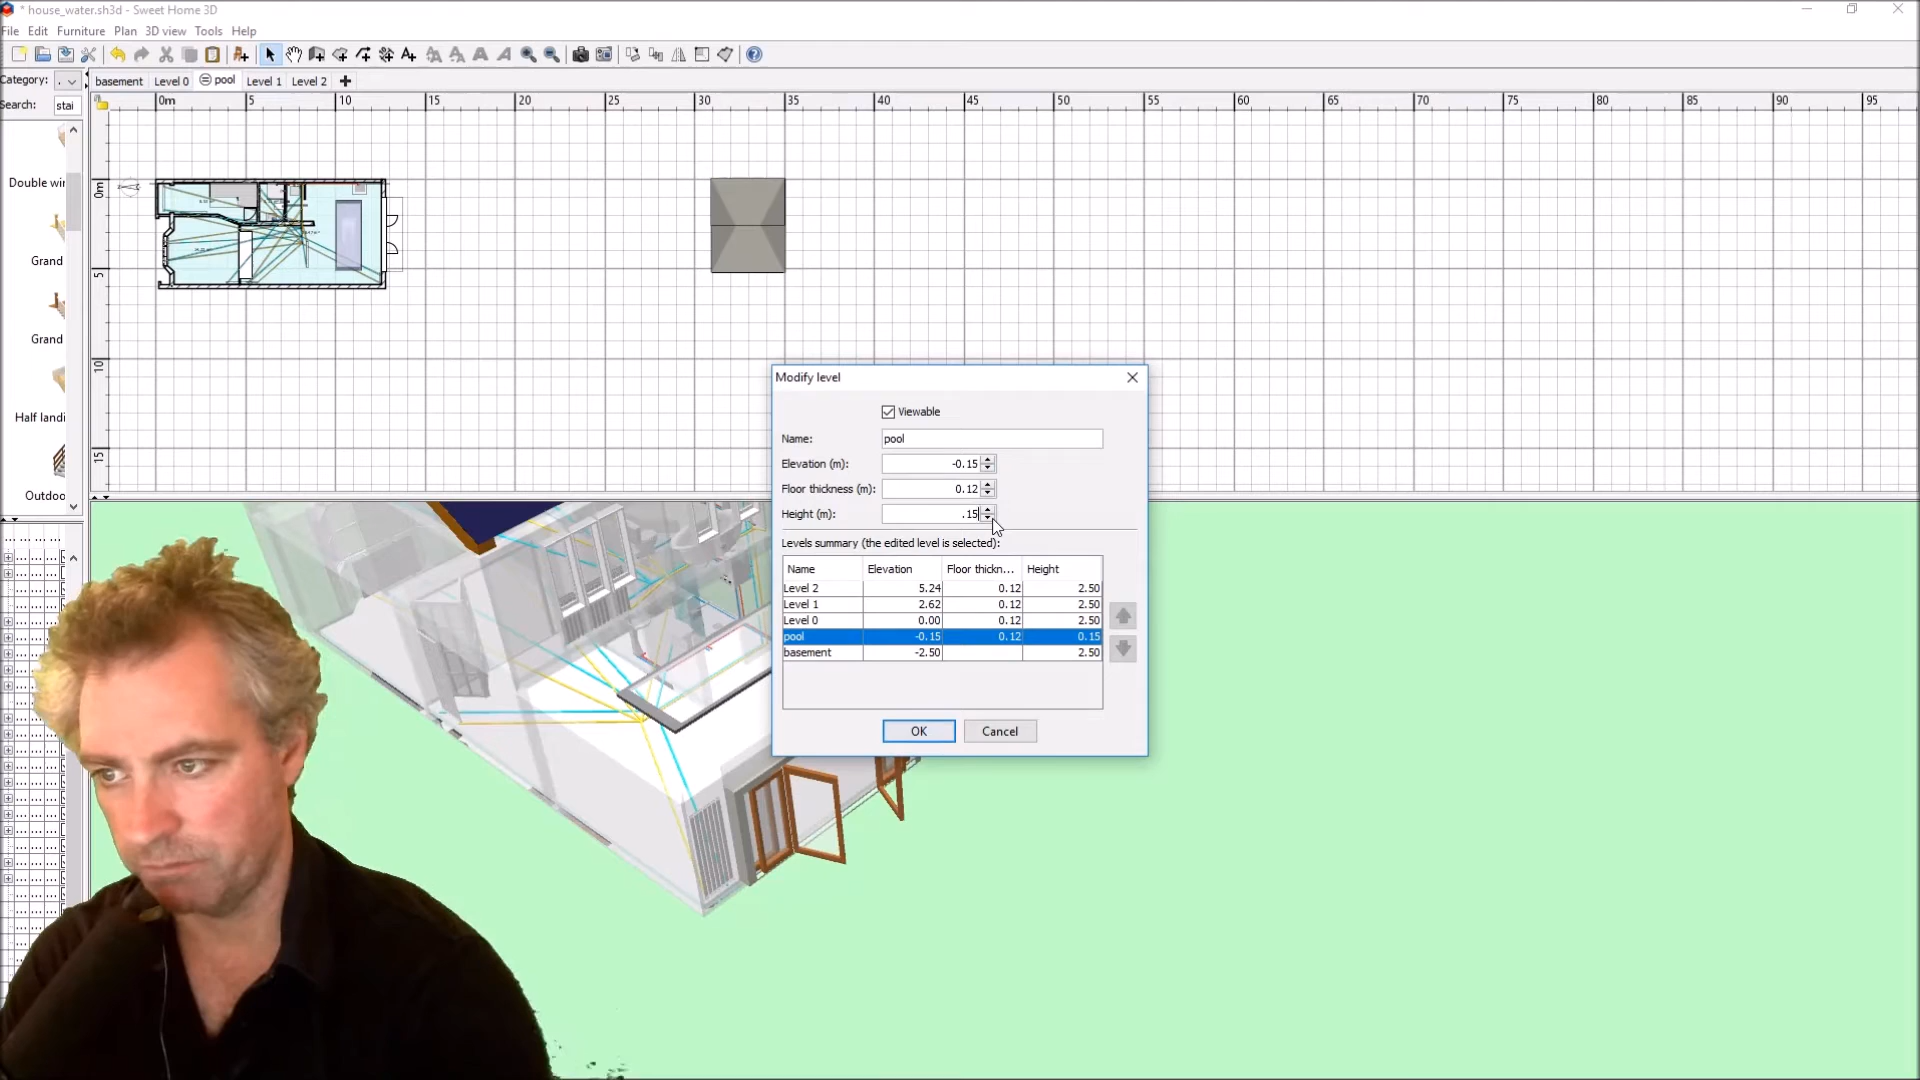 * house_water.sh3d - Sweet Home 3D
File Edit Furniture Plan 3D view Tools Help
Category: .
basement Level 0 pool Level 1 Level 2
Search: stai
0m 5 10 15 20 25 30 35 40 45 50 55 60 65 70 75 80 85 90 95
0m
5
10
15
Double wir
Grand
Grand
Half landi
Outdoo
Modify level
Viewable
Name: pool
Elevation (m): -0.15
Floor thickness (m): 0.12
Height (m): .15
Levels summary (the edited level is selected):
Name Elevation Floor thickn... Height
Level 2 5.24 0.12 2.50
Level 1 2.62 0.12 2.50
Level 0 0.00 0.12 2.50
pool -0.15 0.12 0.15
basement -2.50 2.50
OK Cancel